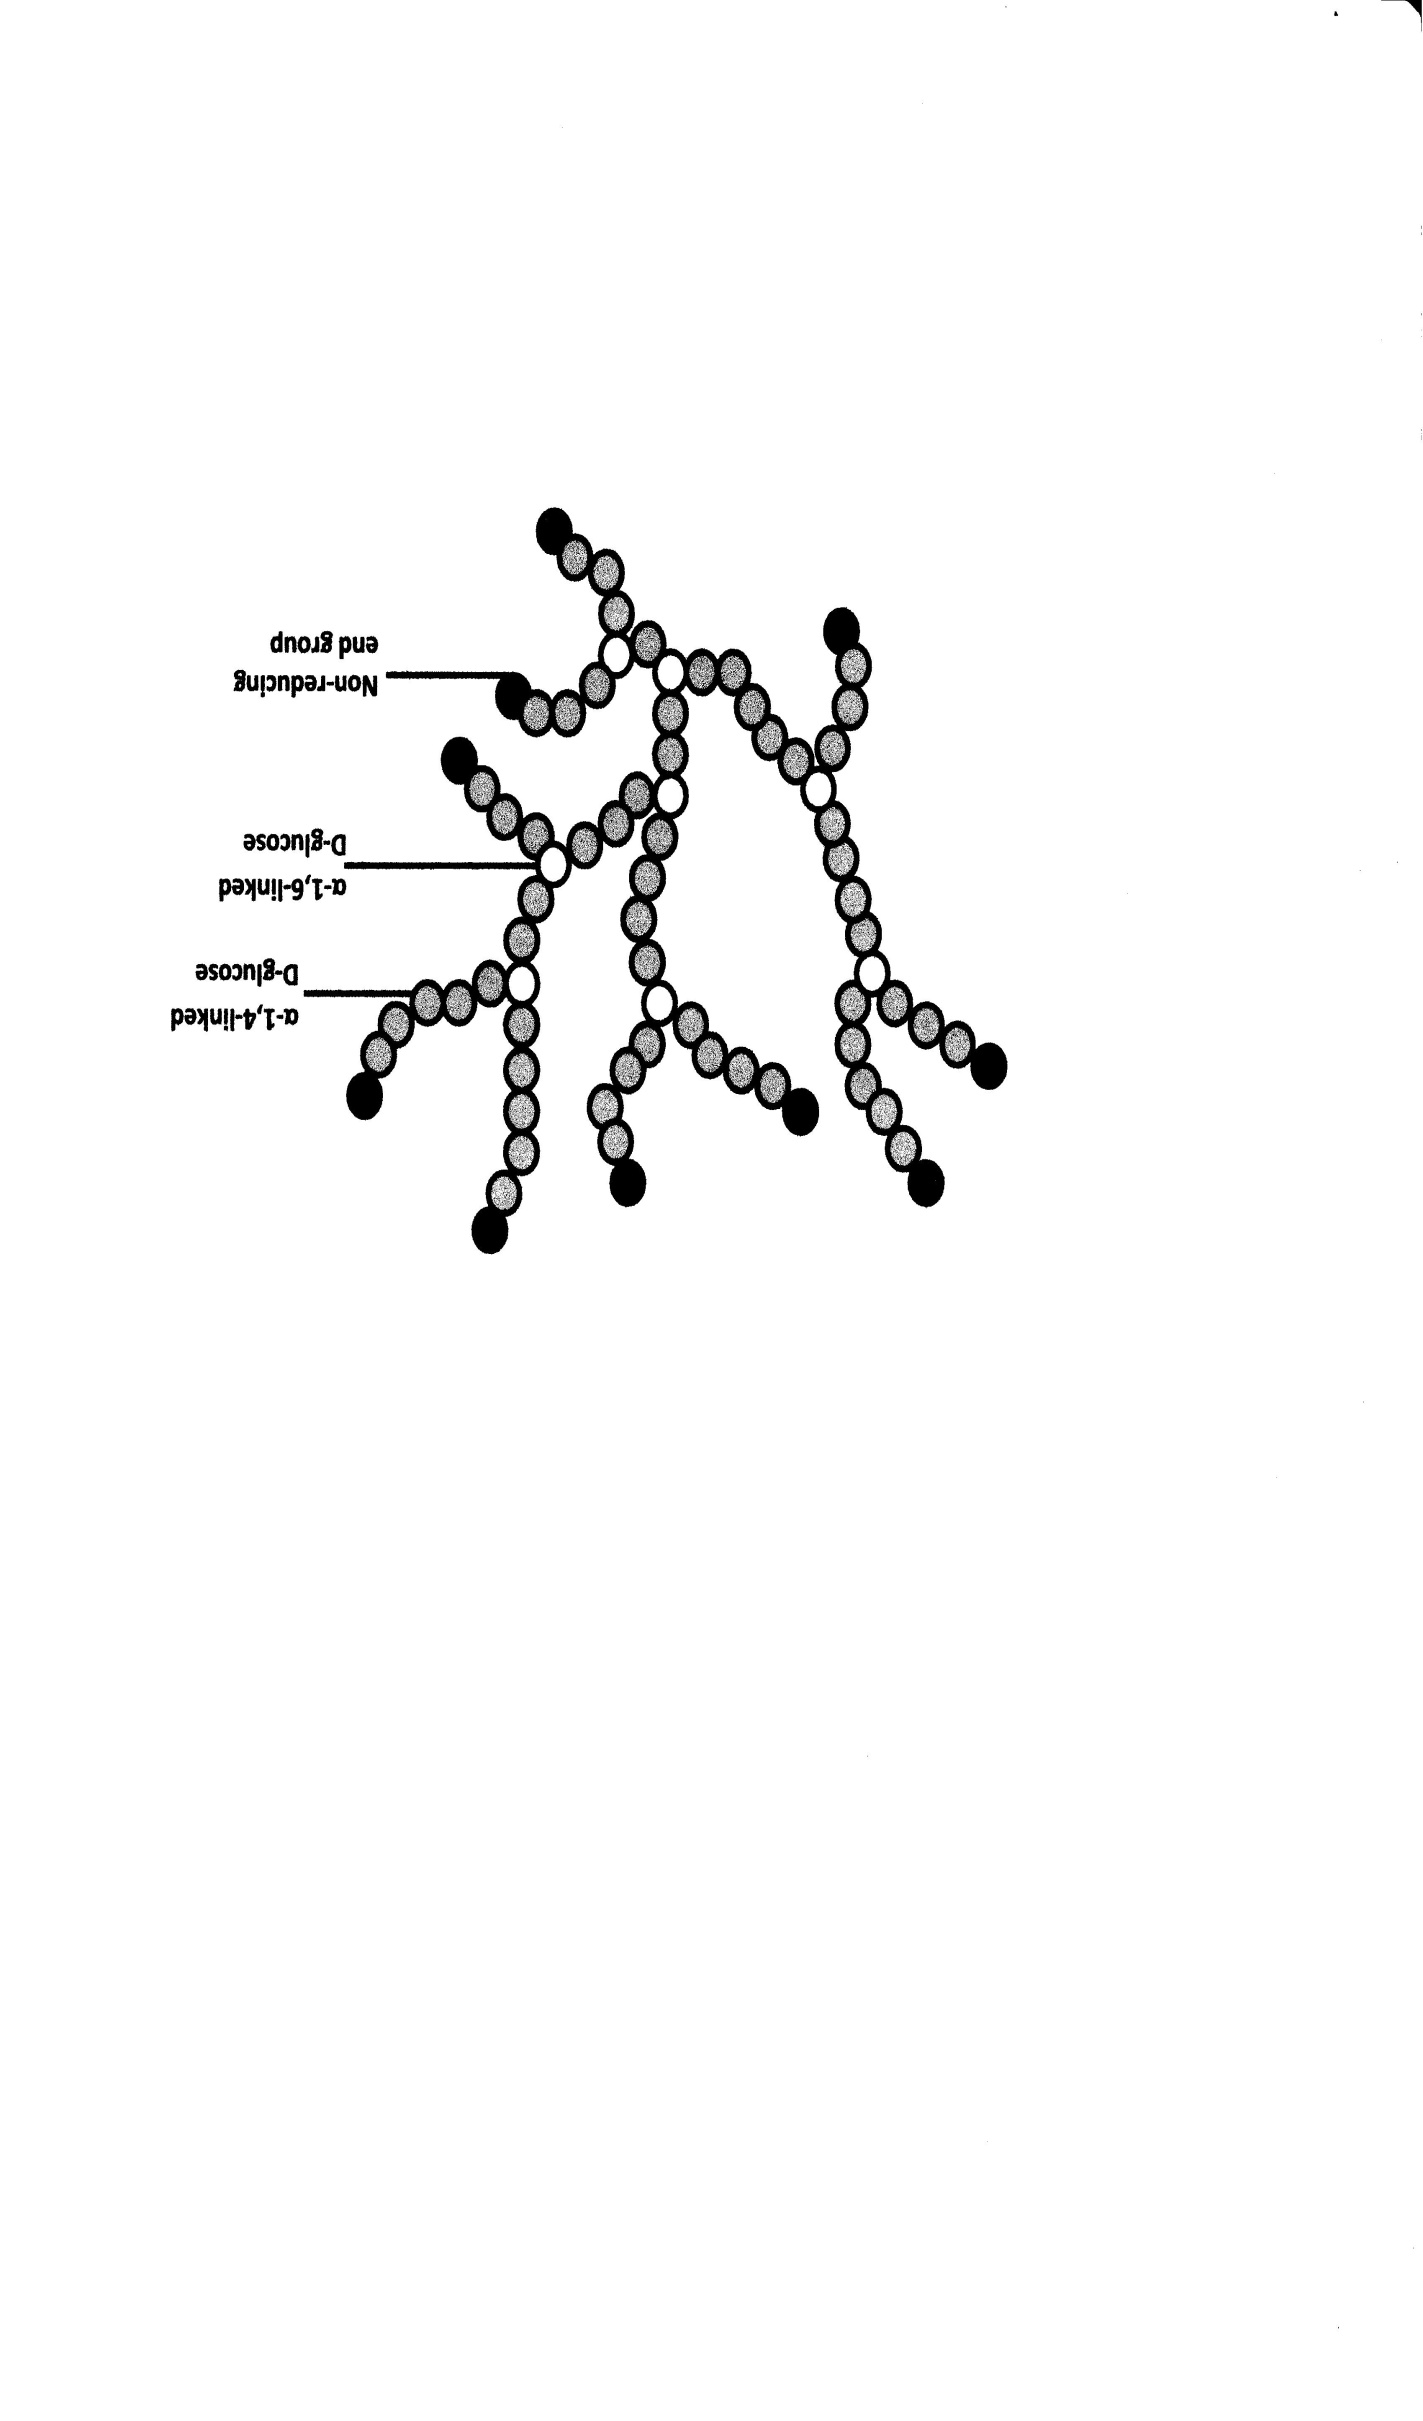 α-1,4-linked
D-glucose
α-1,6-linked
D-glucose
Non-reducing
end group